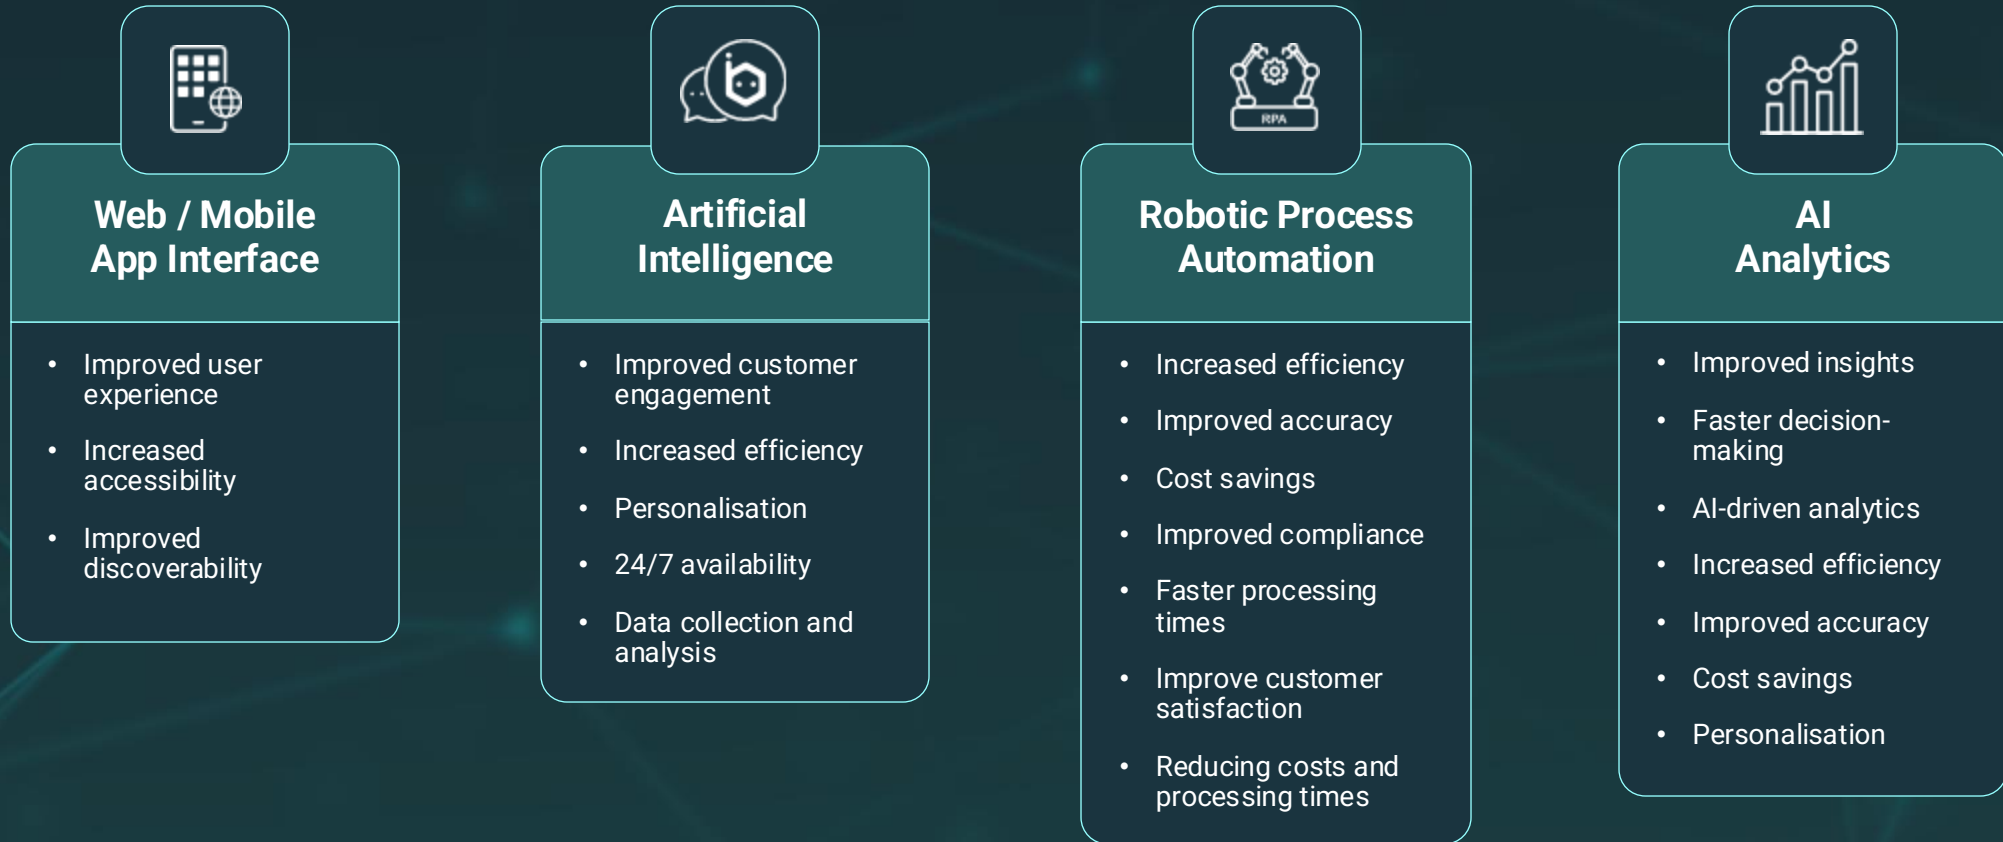 Web / Mobile
App Interface
• Improved user
experience
• Increased
accessibility
• Improved
discoverability
Artificial
Intelligence
• Improved customer
engagement
• Increased efficiency
• Personalisation
• 24/7 availability
• Data collection and
analysis
RPA
Robotic Process
Automation
• Increased efficiency
• Improved accuracy
• Cost savings
• Improved compliance
• Faster processing
times
• Improve customer
satisfaction
• Reducing costs and
processing times
AI
Analytics
• Improved insights
• Faster decision-
making
• AI-driven analytics
• Increased efficiency
• Improved accuracy
• Cost savings
• Personalisation